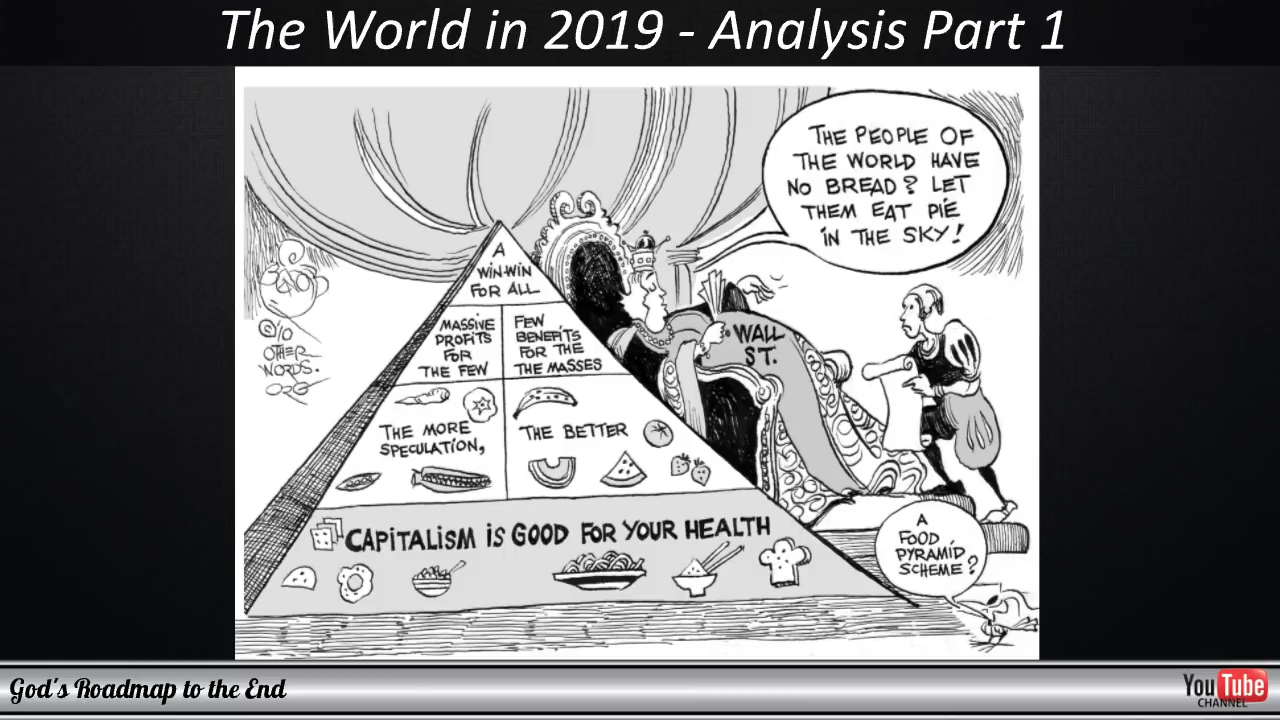 The World in 2019 - Analysis Part 1
THE PEOPLE OF
THE WORLD HAVE
NO BREAD? LET
THEM EAT PIE
IN THE SKY!
A
WIN-WIN
FOR ALL
MASSIVE
PROFITS
FOR
THE FEW
FEW
BENEFITS
FOR THE
THE MASSES
WALL
ST.
THE MORE
SPECULATION,
THE BETTER
CAPITALISM IS GOOD FOR YOUR HEALTH
OTHER
WORDS.
ORG
A
FOOD
PYRAMID
SCHEME?
God's Roadmap to the End
YouTube
CHANNEL